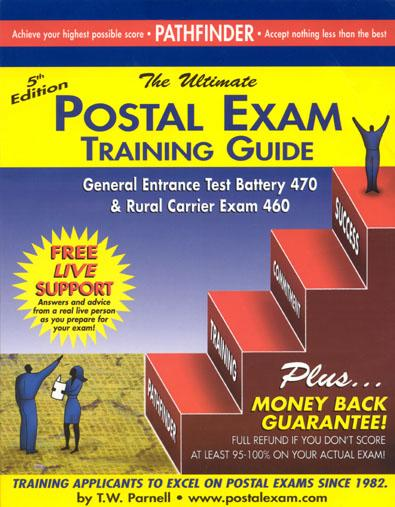 Achieve your highest possible score • PATHFINDER • Accept nothing less than the best
5th
Edition
The Ultimate
POSTAL EXAM
TRAINING GUIDE
General Entrance Test Battery 470
& Rural Carrier Exam 460
FREE
LIVE
SUPPORT
Answers and advice
from a real live person
as you prepare for
your exam!
SUCCESS
COMMITMENT
TRAINING
PATHFINDER
Plus...
MONEY BACK
GUARANTEE!
FULL REFUND IF YOU DON'T SCORE
AT LEAST 95-100% ON YOUR ACTUAL EXAM!
TRAINING APPLICANTS TO EXCEL ON POSTAL EXAMS SINCE 1982.
by T.W. Parnell • www.postalexam.com